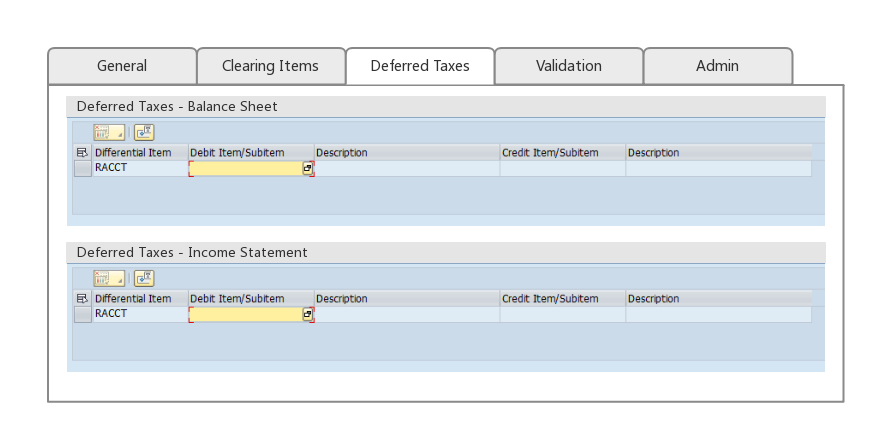 General Clearing Items Deferred Taxes Validation Admin
Deferred Taxes - Balance Sheet
Differential Item Debit Item/Subitem Description Credit Item/Subitem Description
RACCT
Deferred Taxes - Income Statement
Differential Item Debit Item/Subitem Description Credit Item/Subitem Description
RACCT